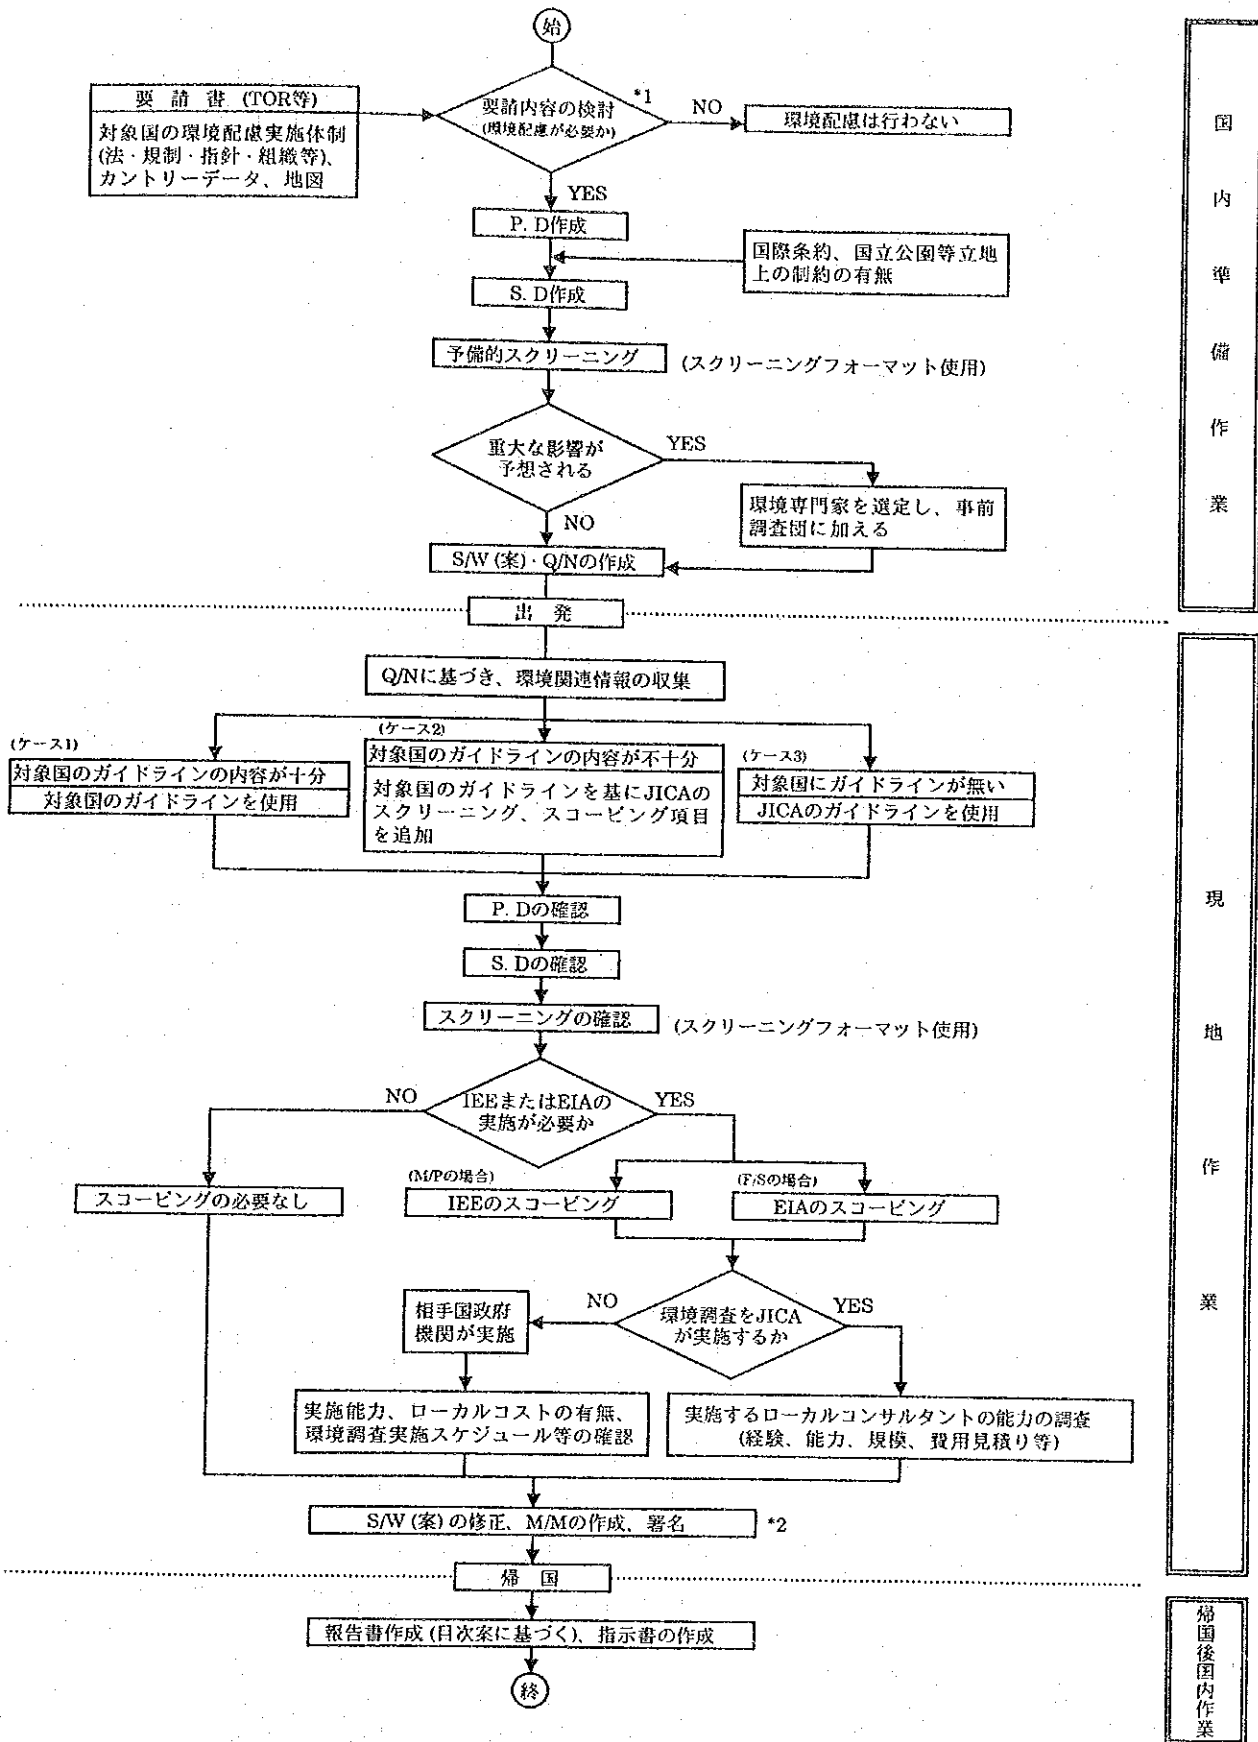 始
要請書 (TOR等)
対象国の環境配慮実施体制
(法・規制・指針・組織等)、
カントリーデータ、地図
要請内容の検討
(環境配慮が必要か)
*1
NO
環境配慮は行わない
YES
P. D作成
国際条約、国立公園等立地
上の制約の有無
S. D作成
予備的スクリーニング
(スクリーニングフォーマット使用)
重大な影響が
予想される
YES
環境専門家を選定し、事前
調査団に加える
NO
S/W (案)・Q/Nの作成
国内準備作業
出発
Q/Nに基づき、環境関連情報の収集
(ケース1)
対象国のガイドラインの内容が十分
対象国のガイドラインを使用
(ケース2)
対象国のガイドラインの内容が不十分
対象国のガイドラインを基にJICAの
スクリーニング、スコーピング項目
を追加
(ケース3)
対象国にガイドラインが無い
JICAのガイドラインを使用
P. Dの確認
S. Dの確認
スクリーニングの確認
(スクリーニングフォーマット使用)
IEEまたはEIAの
実施が必要か
NO
YES
スコーピングの必要なし
(M/Pの場合)
IEEのスコーピング
(F/Sの場合)
EIAのスコーピング
環境調査をJICA
が実施するか
NO
YES
相手国政府
機関が実施
実施能力、ローカルコストの有無、
環境調査実施スケジュール等の確認
実施するローカルコンサルタントの能力の調査
(経験、能力、規模、費用見積り等)
S/W (案) の修正、M/Mの作成、署名
*2
現地作業
帰国
報告書作成 (目次案に基づく)、指示書の作成
終
帰国後国内作業